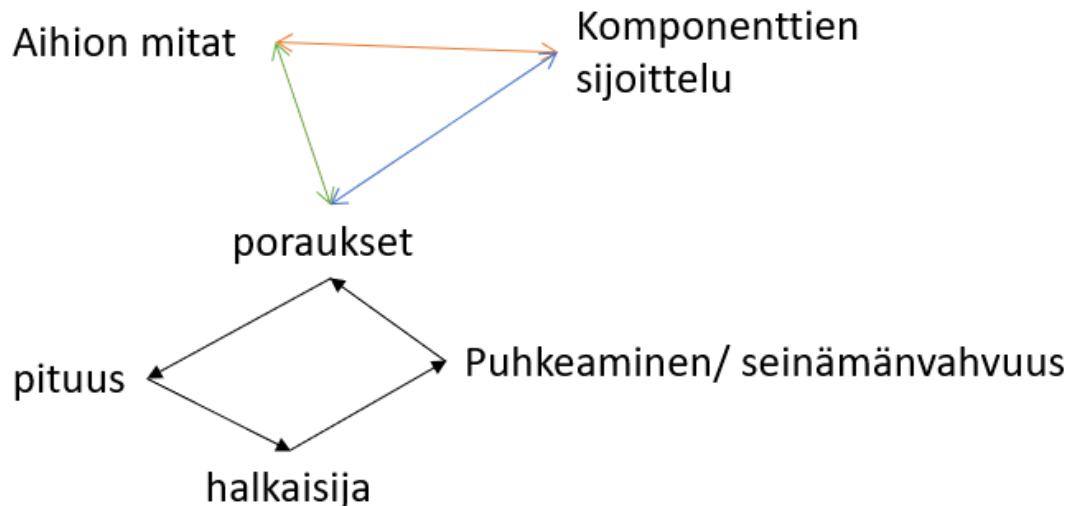 Aihion mitat
Komponenttien
sijoittelu
poraukset
pituus
Puhkeaminen/ seinämänvahvuus
halkaisija